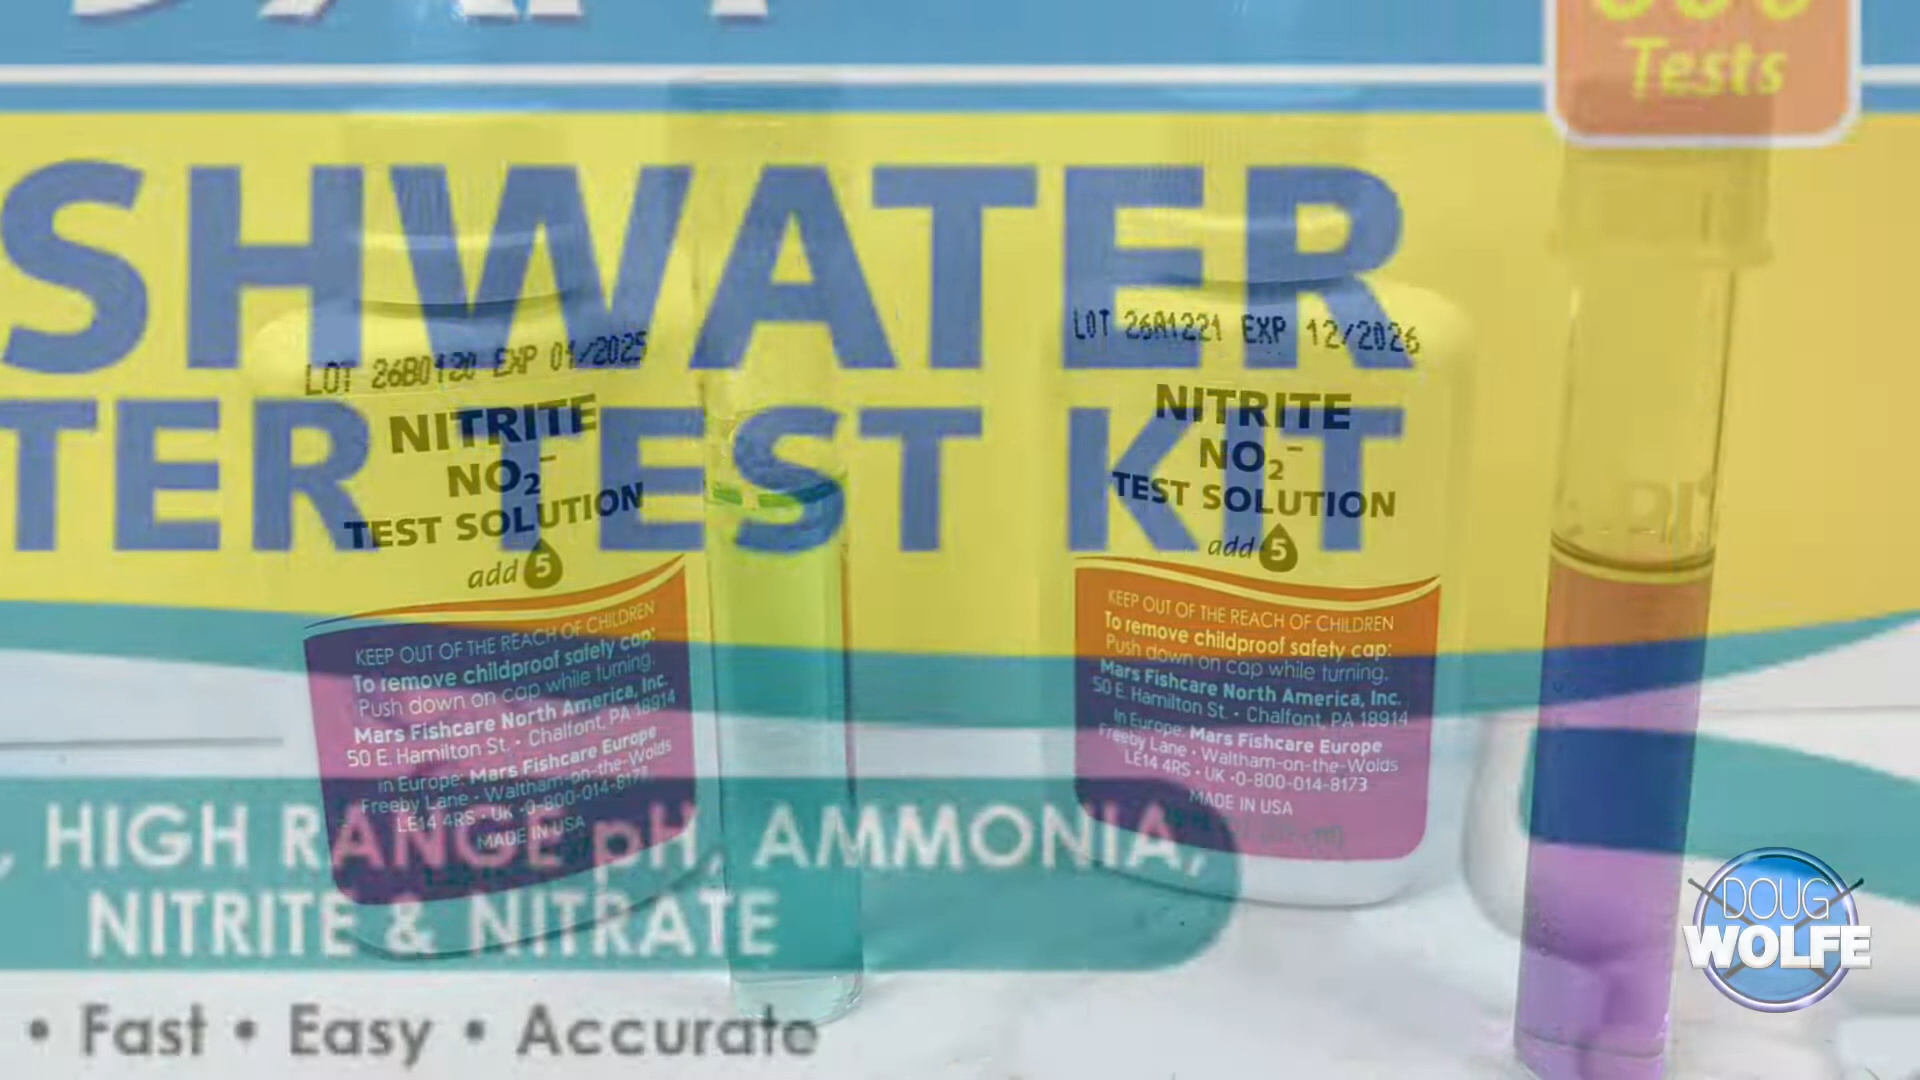 Tests
SHWATER
TER TEST KIT
LOT 26B0120 EXP 01/2025
NITRITE
NO₂⁻
TEST SOLUTION
add 5
KEEP OUT OF THE REACH OF CHILDREN
To remove childproof safety cap:
Push down on cap while turning.
Mars Fishcare North America, Inc.
50 E. Hamilton St. • Chalfont, PA 18914
in Europe: Mars Fishcare Europe
Freeby Lane • Waltham-on-the-Wolds
LE14 4RS • UK •0-800-014-8173
MADE IN USA
LOT 26A1221 EXP 12/2026
NITRITE
NO₂⁻
TEST SOLUTION
add 5
KEEP OUT OF THE REACH OF CHILDREN
To remove childproof safety cap:
Push down on cap while turning.
Mars Fishcare North America, Inc.
50 E. Hamilton St. • Chalfont, PA 18914
in Europe: Mars Fishcare Europe
Freeby Lane • Waltham-on-the-Wolds
LE14 4RS • UK •0-800-014-8173
MADE IN USA
, HIGH RANGE pH, AMMONIA,
NITRITE & NITRATE
• Fast • Easy • Accurate
DOUG
WOLFE